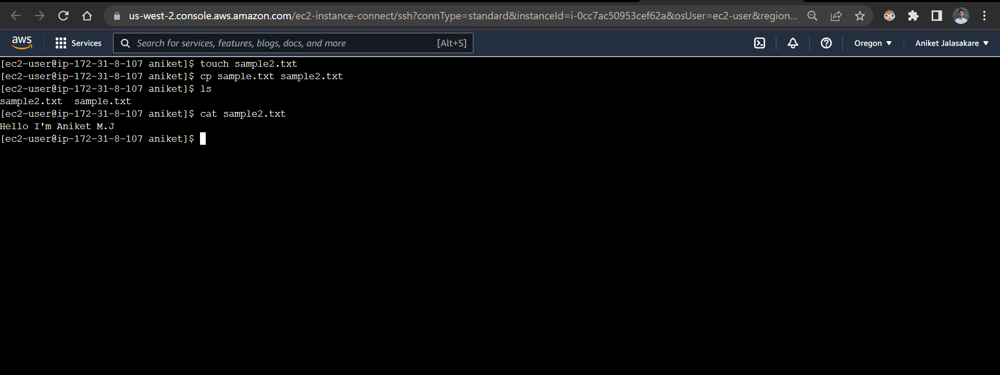 us-west-2.console.aws.amazon.com/ec2-instance-connect/ssh?connType=standard&instanceId=i-0cc7ac50953cef62a&osUser=ec2-user&region...
aws Services Search for services, features, blogs, docs, and more [Alt+S] Oregon Aniket Jalasakare
[ec2-user@ip-172-31-8-107 aniket]$ touch sample2.txt
[ec2-user@ip-172-31-8-107 aniket]$ cp sample.txt sample2.txt
[ec2-user@ip-172-31-8-107 aniket]$ ls
sample2.txt  sample.txt
[ec2-user@ip-172-31-8-107 aniket]$ cat sample2.txt
Hello I'm Aniket M.J
[ec2-user@ip-172-31-8-107 aniket]$